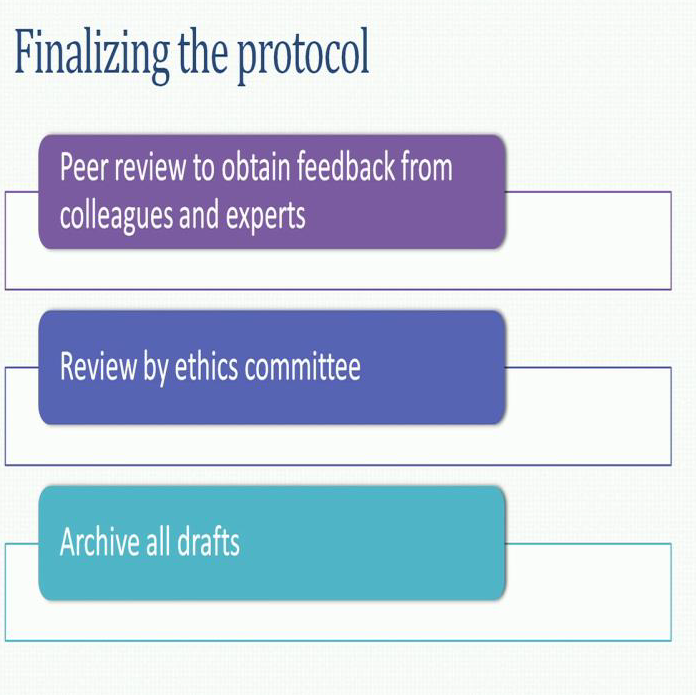 Finalizing the protocol
Peer review to obtain feedback from
colleagues and experts
Review by ethics committee
Archive all drafts